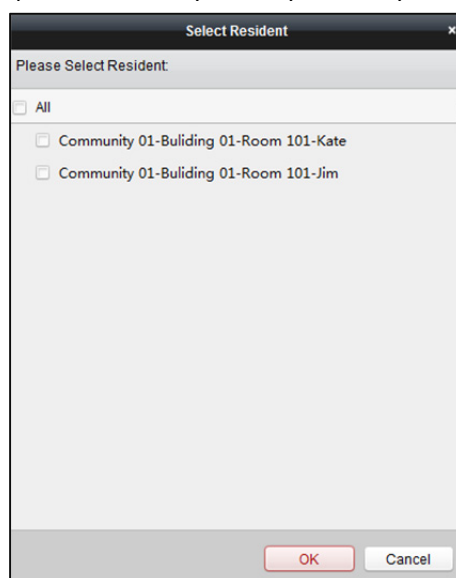 Select Resident ×
Please Select Resident:
All
Community 01-Buliding 01-Room 101-Kate
Community 01-Buliding 01-Room 101-Jim
OK Cancel